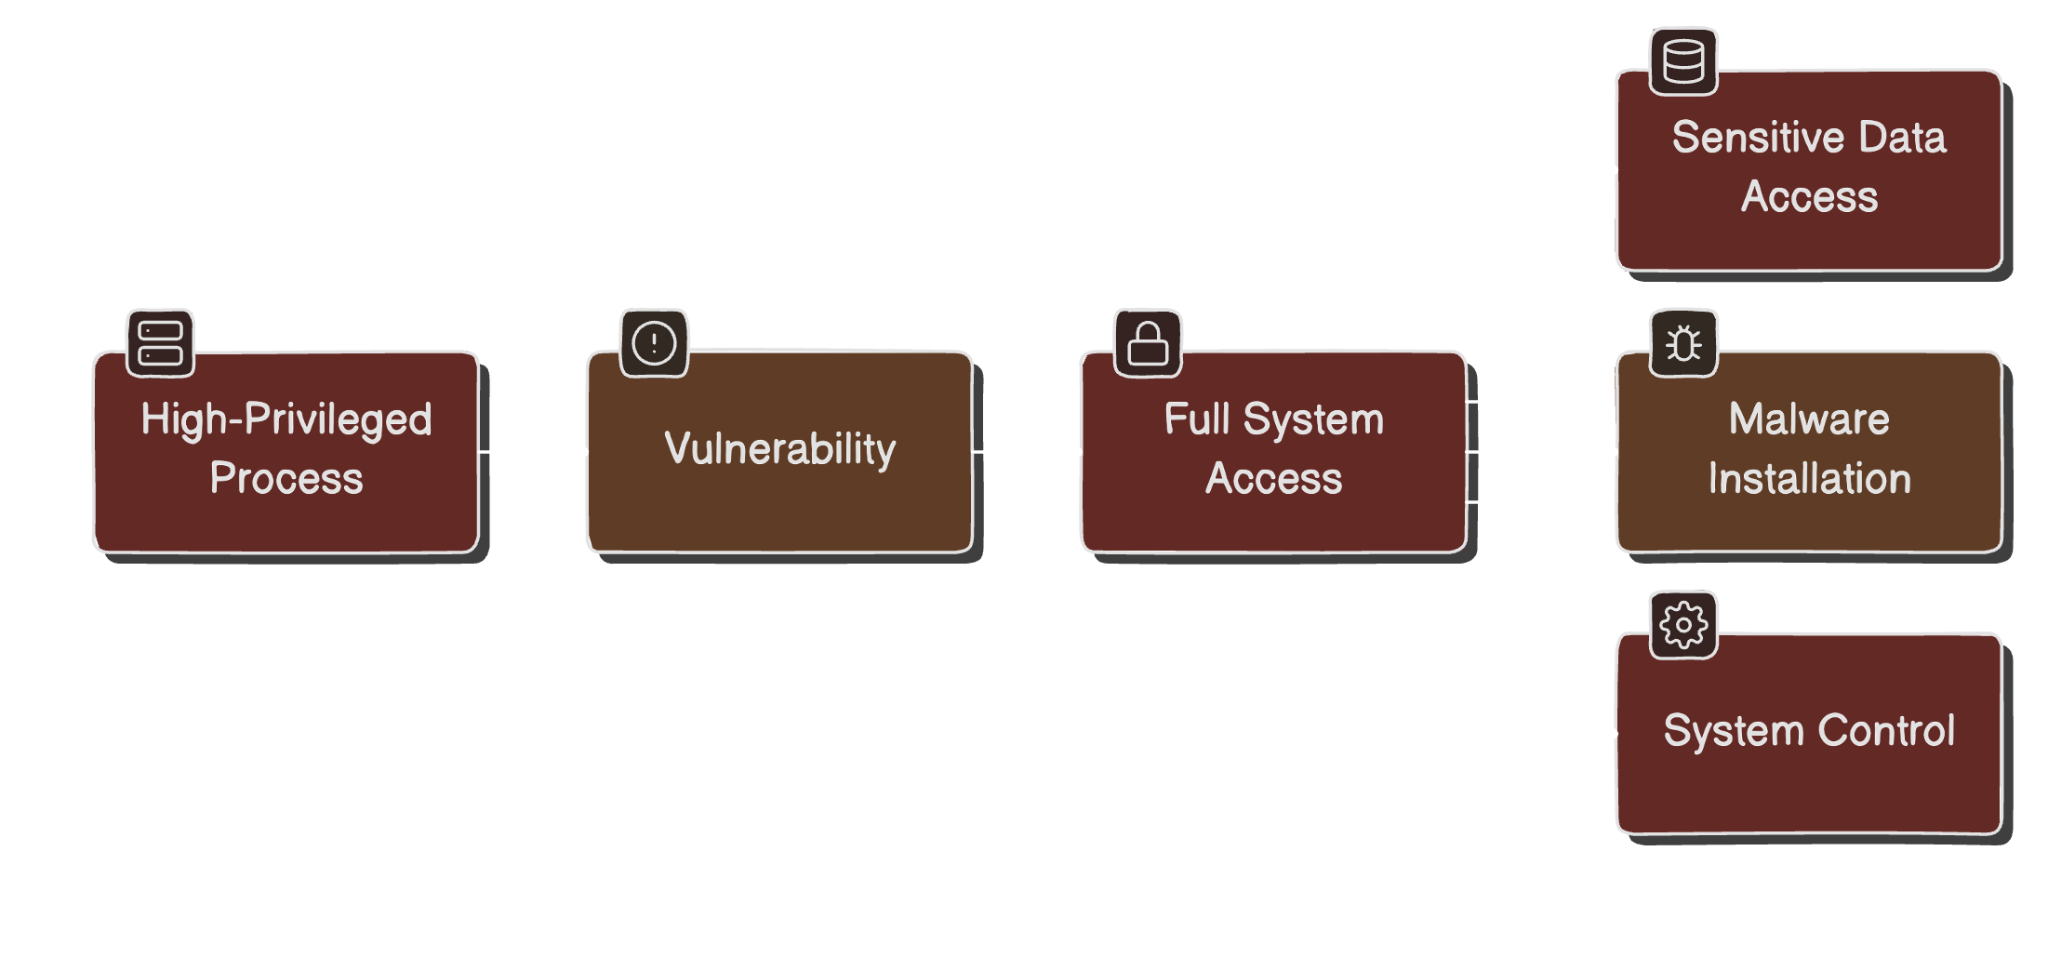 High-Privileged
Process
Vulnerability
Full System
Access
Sensitive Data
Access
Malware
Installation
System Control